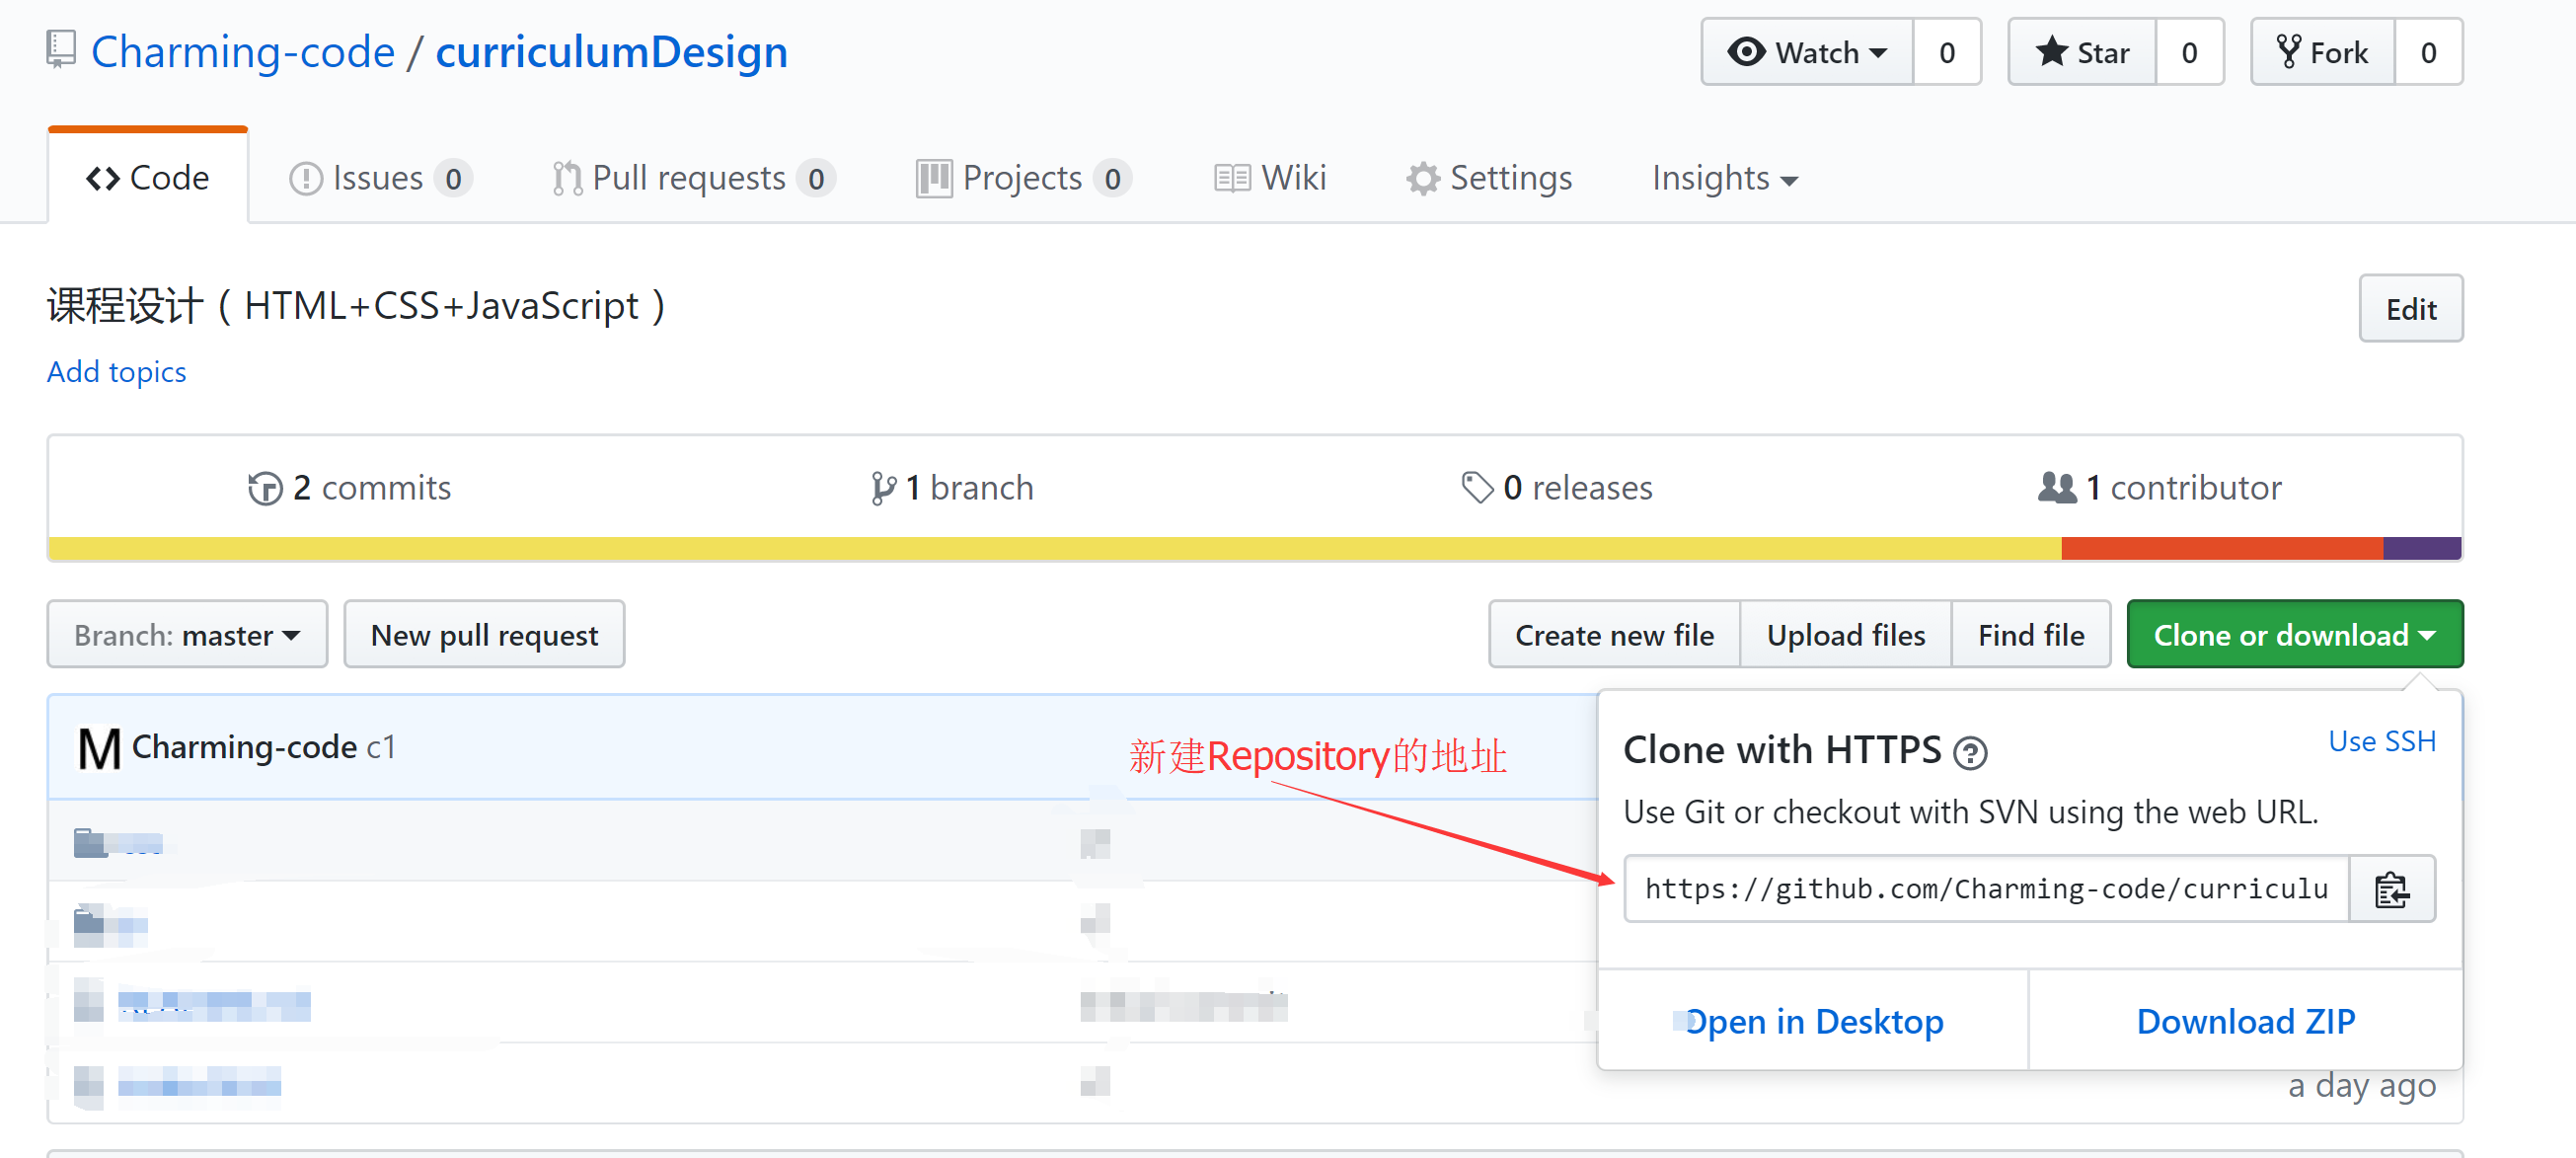 Charming-code / curriculumDesign
Watch 0 Star 0 Fork 0
Code Issues 0 Pull requests 0 Projects 0 Wiki Settings Insights
课程设计（HTML+CSS+JavaScript）
Edit
Add topics
2 commits 1 branch 0 releases 1 contributor
Branch: master New pull request Create new file Upload files Find file Clone or download
M Charming-code c1
新建Repository的地址
Clone with HTTPS ? Use SSH
Use Git or checkout with SVN using the web URL.
https://github.com/Charming-code/curriculu
Open in Desktop Download ZIP
a day ago